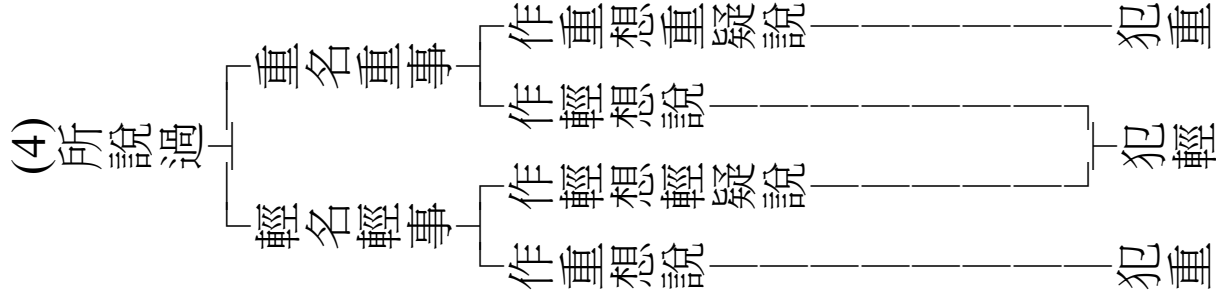 (4)所說過
重名重事
作重想重疑說
犯重
作輕想說
輕名輕事
作輕想輕疑說
犯輕
作重想說
犯重